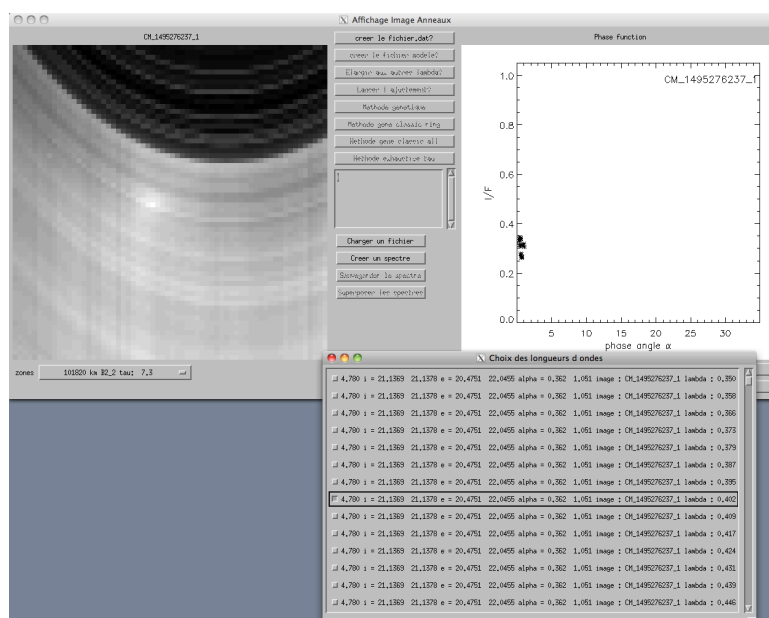 Affichage Image Anneaux
CM_1495276237_1
creer le fichier.dat?
creer le fichier modele?
Elargir aux autres lambda?
Lancer l ajustement?
Methode genetique
Methode gene classic ring
Methode gene classic all
Methode exhaustive tau
Charger un fichier
Creer un spectre
Sauvegarder le spectre
Superposer les spectres
zones 101820 km B2_2 tau: 7.3
Phase function
CM_1495276237_1
1.0
0.8
0.6
0.4
0.2
0.0
I/F
5 10 15 20 25 30
phase angle α
Choix des longueurs d ondes
4.780 i = 21.1369 21.1378 e = 20.4751 22.0455 alpha = 0.362 1.051 image : CM_1495276237_1 lambda : 0.350
4.780 i = 21.1369 21.1378 e = 20.4751 22.0455 alpha = 0.362 1.051 image : CM_1495276237_1 lambda : 0.358
4.780 i = 21.1369 21.1378 e = 20.4751 22.0455 alpha = 0.362 1.051 image : CM_1495276237_1 lambda : 0.366
4.780 i = 21.1369 21.1378 e = 20.4751 22.0455 alpha = 0.362 1.051 image : CM_1495276237_1 lambda : 0.373
4.780 i = 21.1369 21.1378 e = 20.4751 22.0455 alpha = 0.362 1.051 image : CM_1495276237_1 lambda : 0.379
4.780 i = 21.1369 21.1378 e = 20.4751 22.0455 alpha = 0.362 1.051 image : CM_1495276237_1 lambda : 0.387
4.780 i = 21.1369 21.1378 e = 20.4751 22.0455 alpha = 0.362 1.051 image : CM_1495276237_1 lambda : 0.395
4.780 i = 21.1369 21.1378 e = 20.4751 22.0455 alpha = 0.362 1.051 image : CM_1495276237_1 lambda : 0.402
4.780 i = 21.1369 21.1378 e = 20.4751 22.0455 alpha = 0.362 1.051 image : CM_1495276237_1 lambda : 0.409
4.780 i = 21.1369 21.1378 e = 20.4751 22.0455 alpha = 0.362 1.051 image : CM_1495276237_1 lambda : 0.417
4.780 i = 21.1369 21.1378 e = 20.4751 22.0455 alpha = 0.362 1.051 image : CM_1495276237_1 lambda : 0.424
4.780 i = 21.1369 21.1378 e = 20.4751 22.0455 alpha = 0.362 1.051 image : CM_1495276237_1 lambda : 0.431
4.780 i = 21.1369 21.1378 e = 20.4751 22.0455 alpha = 0.362 1.051 image : CM_1495276237_1 lambda : 0.439
4.780 i = 21.1369 21.1378 e = 20.4751 22.0455 alpha = 0.362 1.051 image : CM_1495276237_1 lambda : 0.446